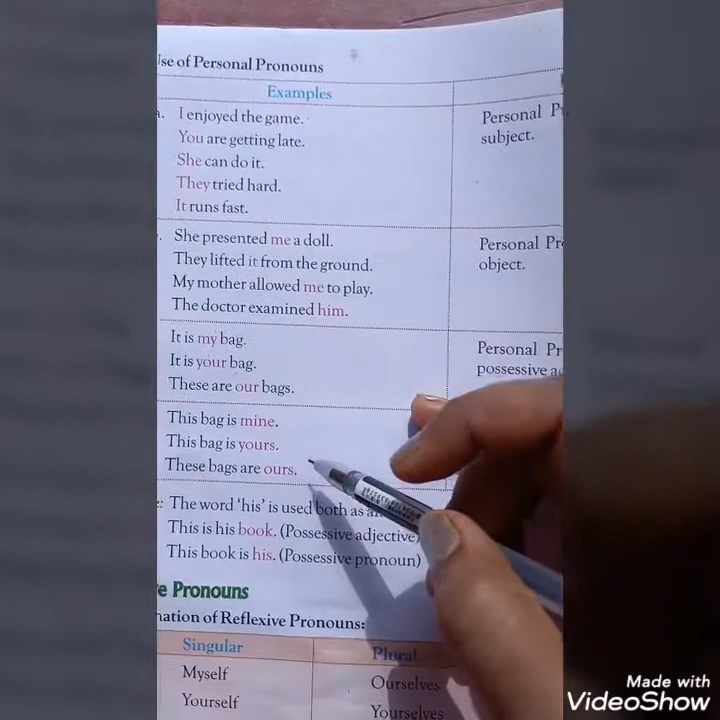 Use of Personal Pronouns
Examples
a. I enjoyed the game.
You are getting late.
She can do it.
They tried hard.
It runs fast.
Personal
subject.
She presented me a doll.
They lifted it from the ground.
My mother allowed me to play.
The doctor examined him.
Personal
object.
It is my bag.
It is your bag.
These are our bags.
Personal
possessive
This bag is mine.
This bag is yours.
These bags are ours.
The word 'his' is used both as
This is his book. (Possessive adjective)
This book is his. (Possessive pronoun)
Pronouns
of Reflexive Pronouns:
Singular Plural
Myself Ourselves
Yourself Yourselves
Made with
VideoShow